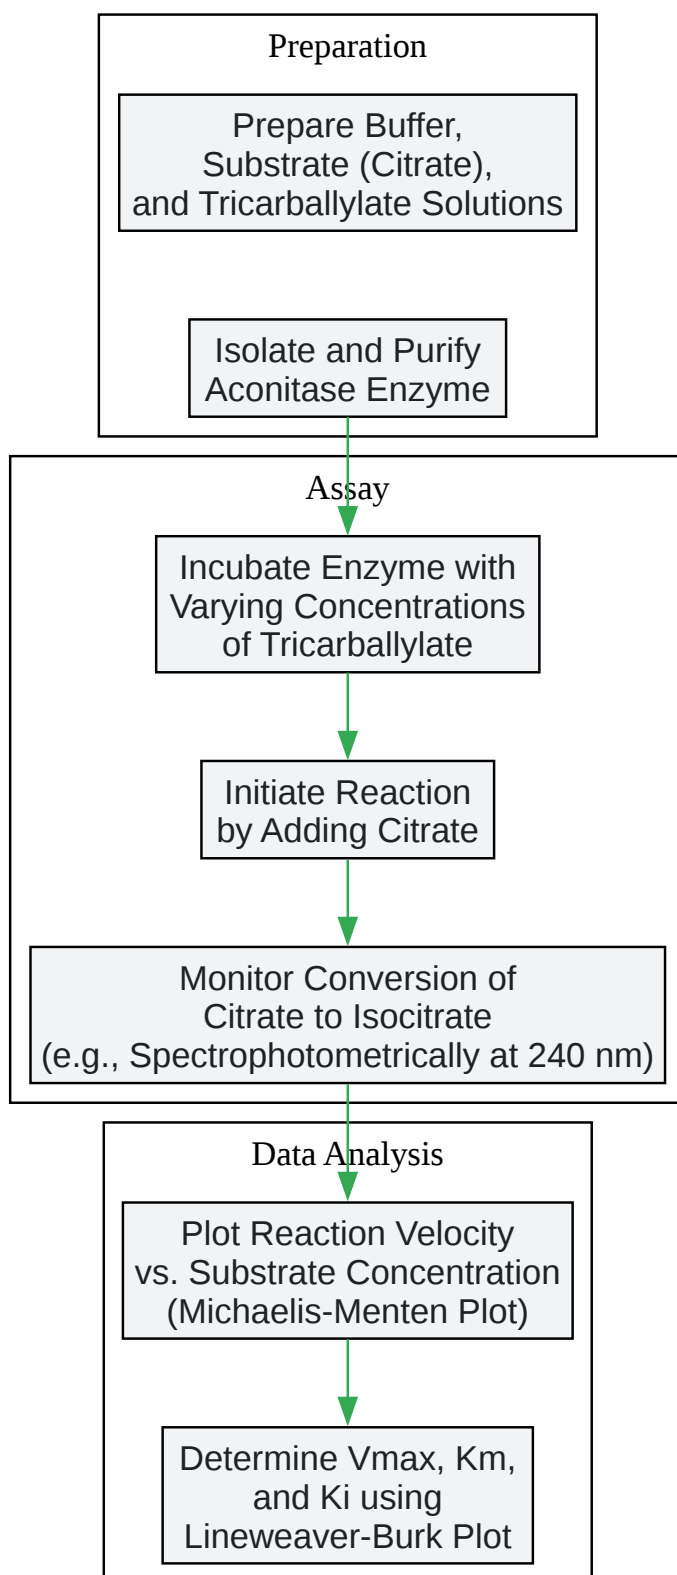 Preparation
Prepare Buffer,
Substrate (Citrate),
and Tricarballylate Solutions
Isolate and Purify
Aconitase Enzyme
Assay
Incubate Enzyme with
Varying Concentrations
of Tricarballylate
Initiate Reaction
by Adding Citrate
Monitor Conversion of
Citrate to Isocitrate
(e.g., Spectrophotometrically at 240 nm)
Data Analysis
Plot Reaction Velocity
vs. Substrate Concentration
(Michaelis-Menten Plot)
Determine Vmax, Km,
and Ki using
Lineweaver-Burk Plot